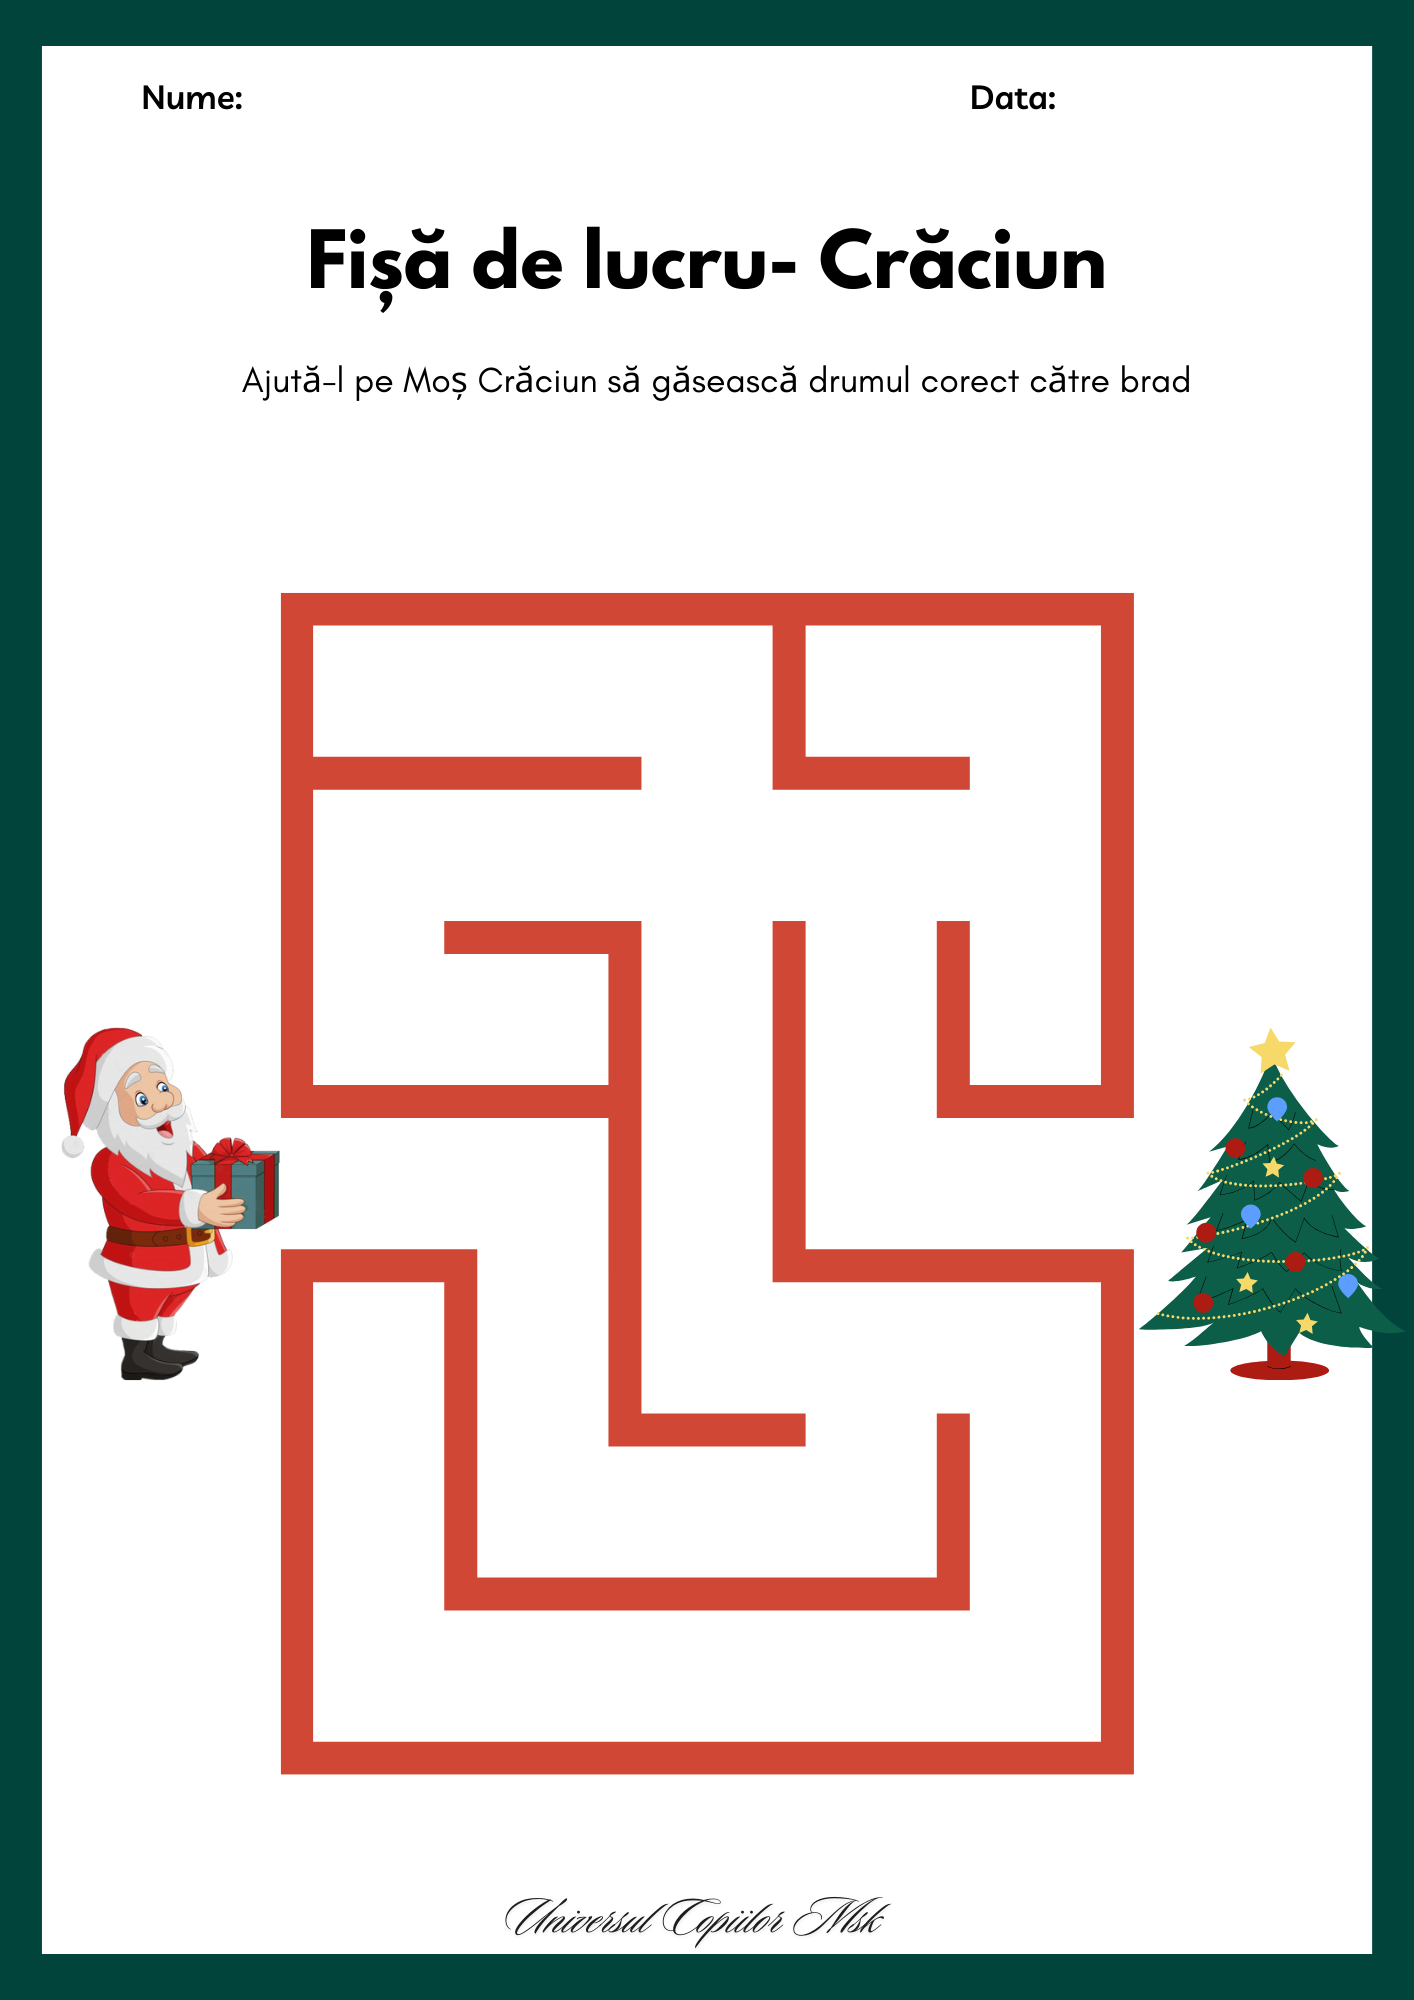 Nume:
Data:
Fișă de lucru- Crăciun
Ajută-l pe Moș Crăciun să găsească drumul corect către brad
Universul Copiilor Msk